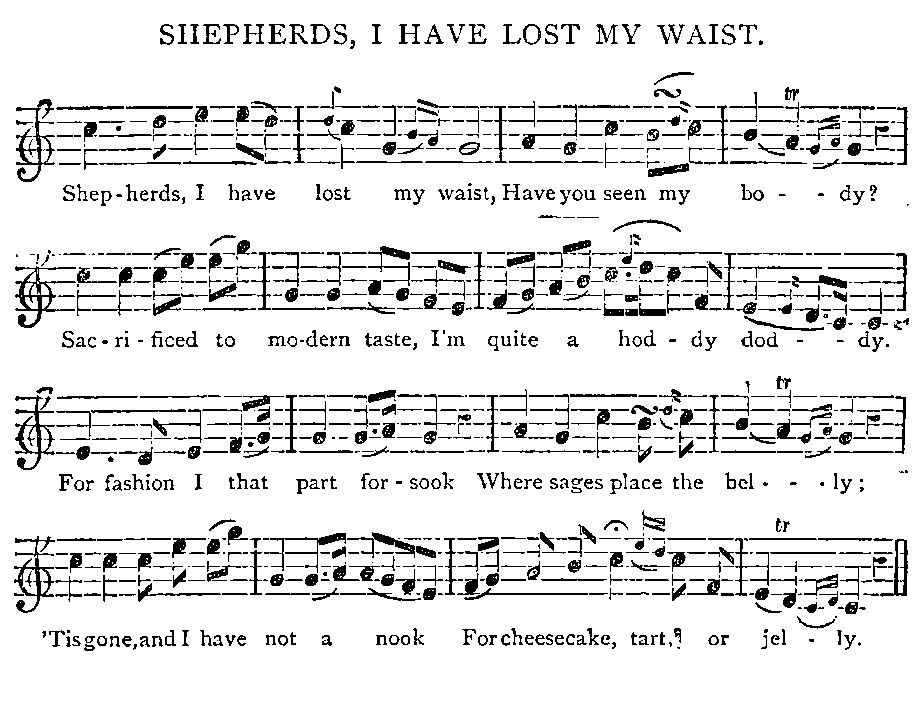 SHEPHERDS, I HAVE LOST MY WAIST.
tr
Shep-herds, I have lost my waist, Have you seen my bo - - dy?
Sac-ri-ficed to mo-dern taste, I'm quite a hod-dy dod - - dy.
tr
For fashion I that part for-sook Where sages place the bel - - - ly;
tr
'Tis gone, and I have not a nook For cheesecake, tart, or jel - ly.